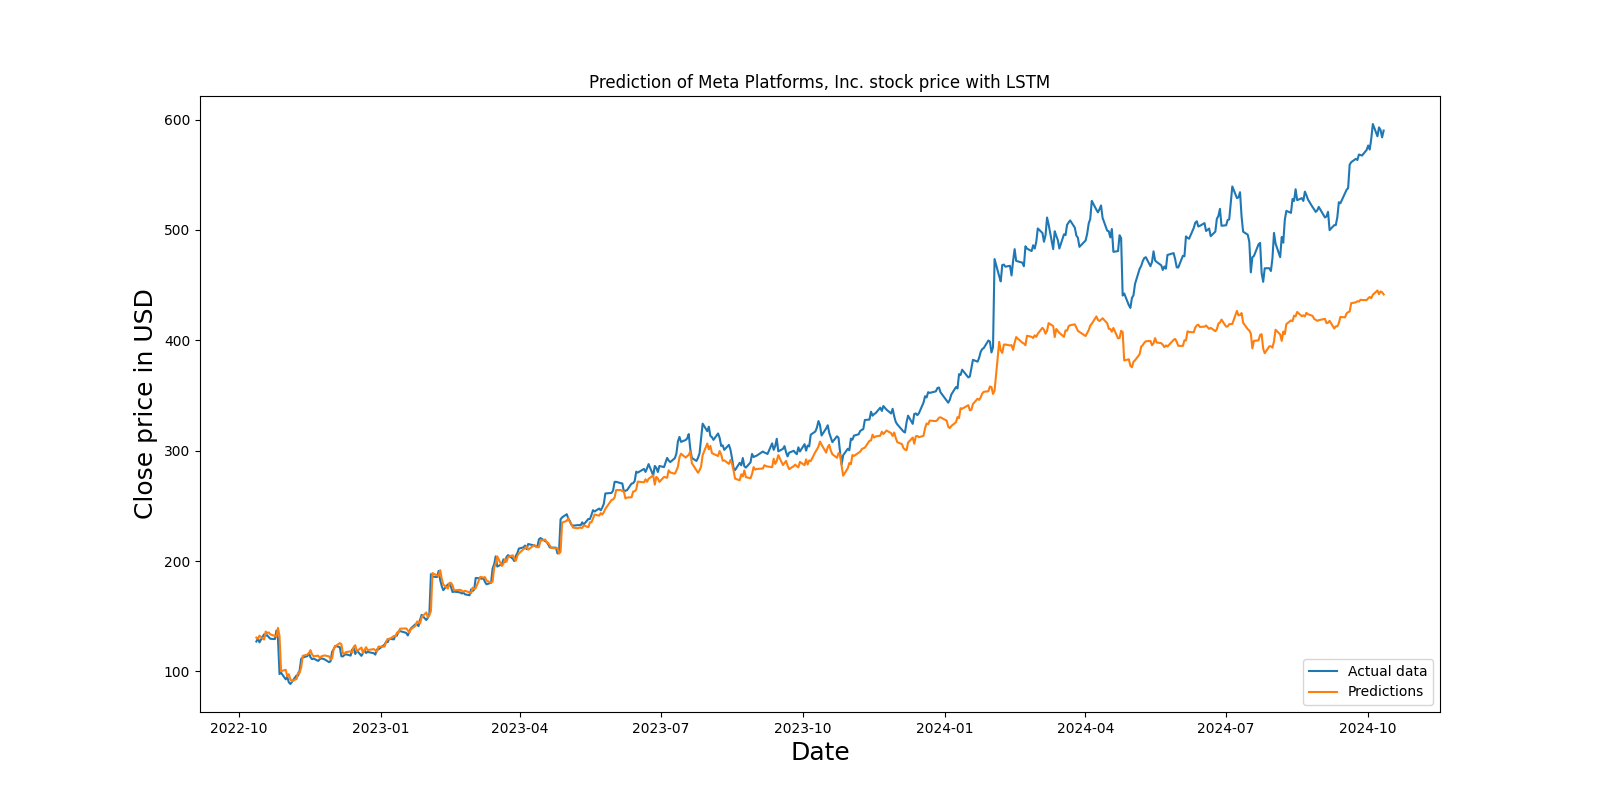 Prediction of Meta Platforms, Inc. stock price with LSTM
600
500
400
300
200
100
Close price in USD
2022-10 2023-01 2023-04 2023-07 2023-10 2024-01 2024-04 2024-07 2024-10
Date
Actual data
Predictions